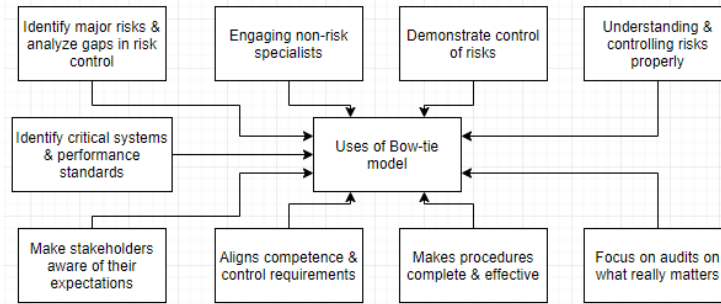 Identify major risks &
analyze gaps in risk
control
Engaging non-risk
specialists
Demonstrate control
of risks
Understanding &
controlling risks
properly
Identify critical systems
& performance
standards
Uses of Bow-tie
model
Make stakeholders
aware of their
expectations
Aligns competence &
control requirements
Makes procedures
complete & effective
Focus on audits on
what really matters